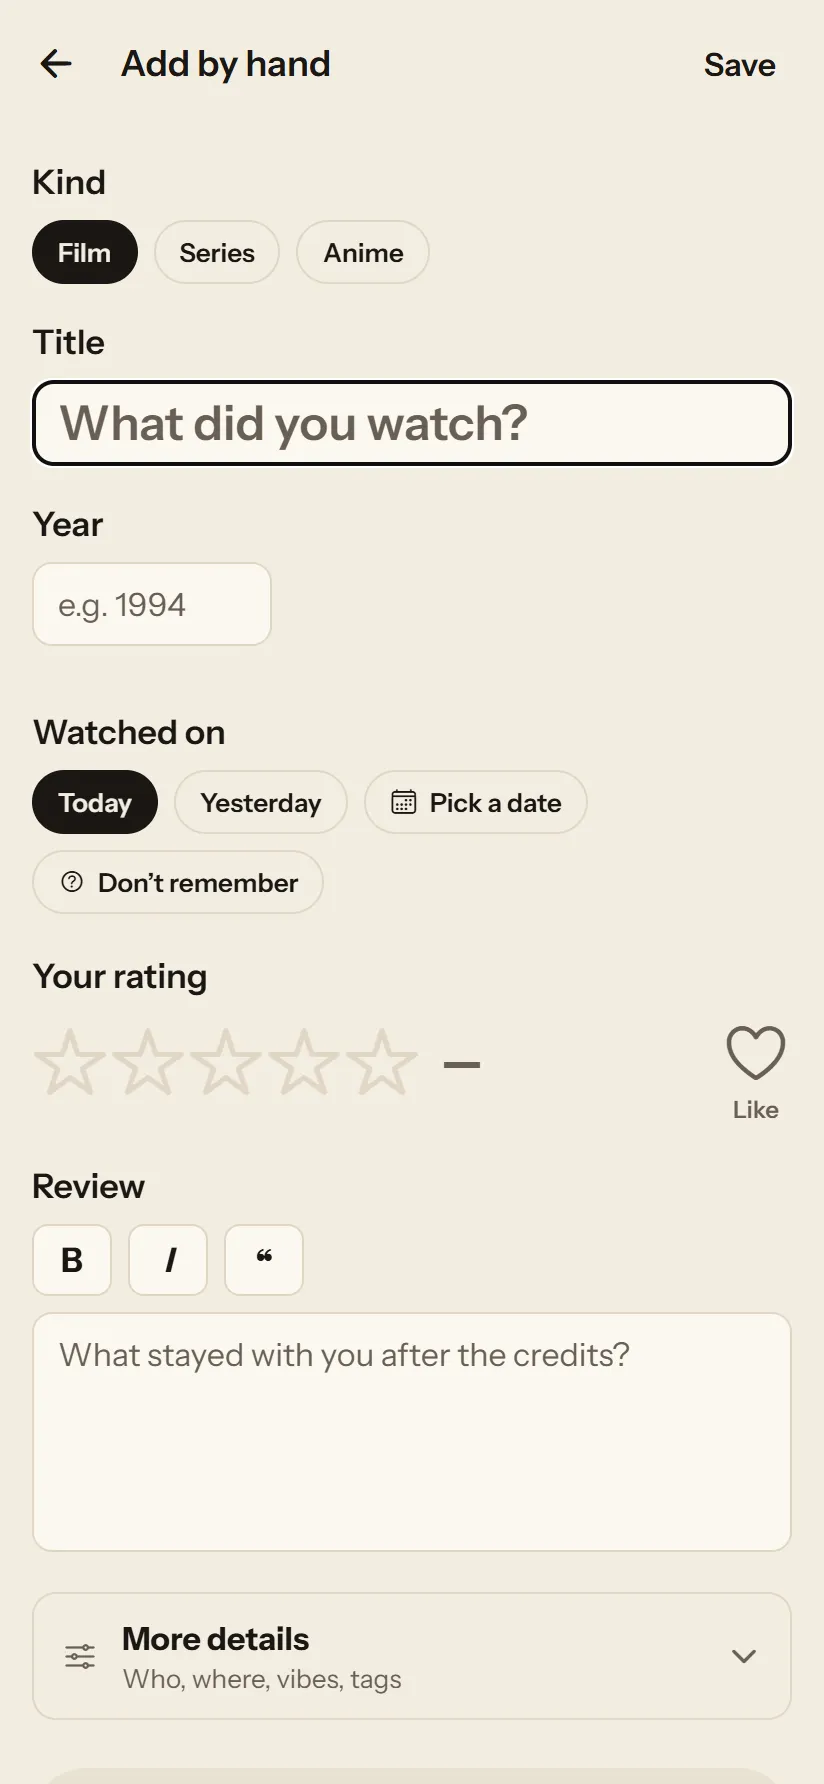 Add by hand
Save
Kind
Film
Series
Anime
Title
What did you watch?
Year
e.g. 1994
Watched on
Today
Yesterday
Pick a date
Don’t remember
Your rating
–
Like
Review
B
I
“
What stayed with you after the credits?
More details
Who, where, vibes, tags